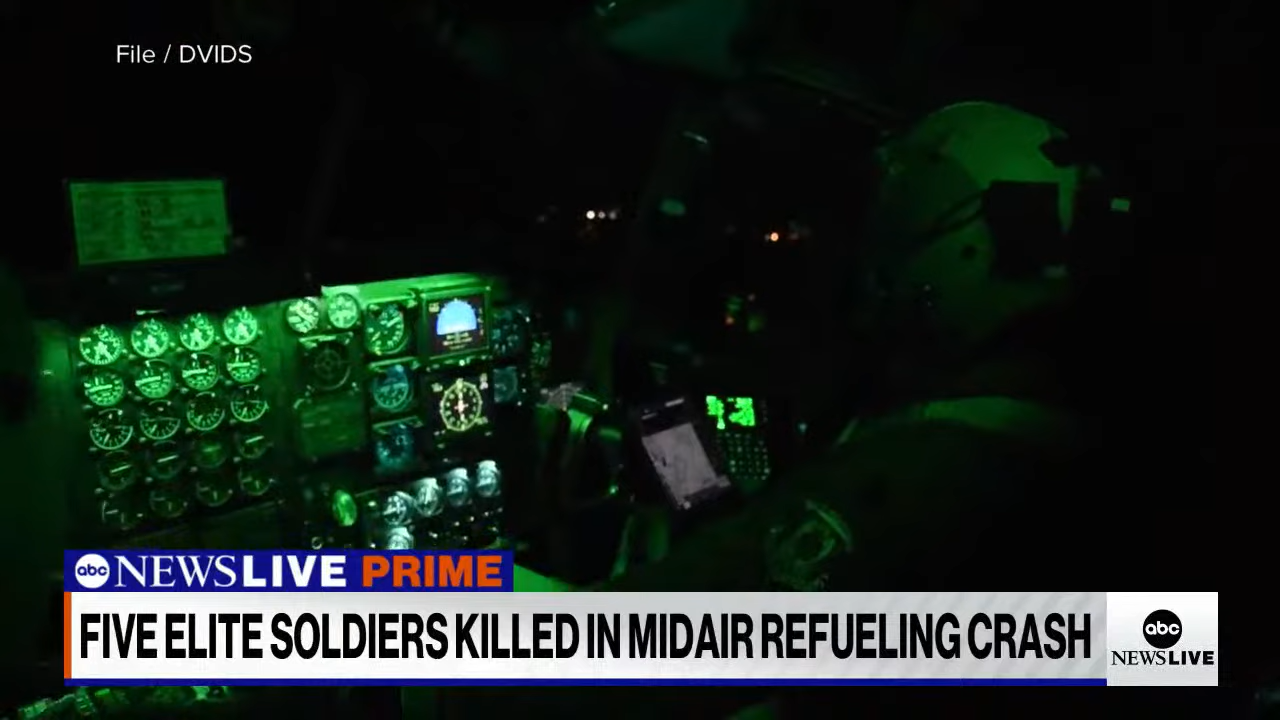 File / DVIDS
abc NEWS LIVE PRIME
FIVE ELITE SOLDIERS KILLED IN MIDAIR REFUELING CRASH
abc
NEWS LIVE